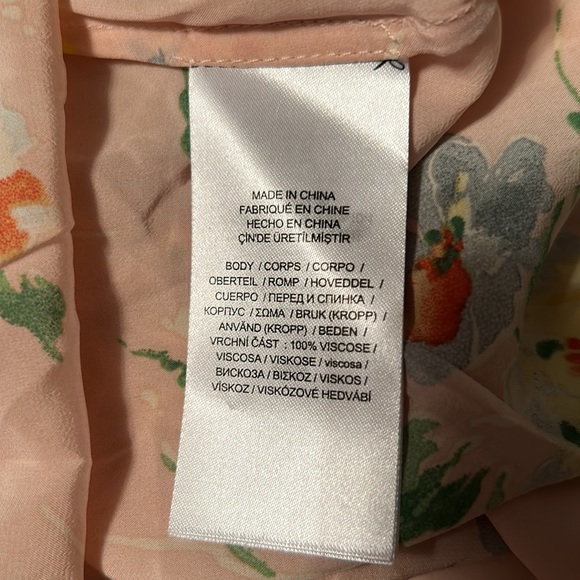 MADE IN CHINA
FABRIQUÉ EN CHINE
HECHO EN CHINA
ÇİN'DE ÜRETİLMİŞTİR
BODY / CORPS / CORPO /
OBERTEIL / ROMP / HOVEDDEL /
CUERPO / ПЕРЕД И СПИНКА /
КОРПУС / ΣΩΜΑ / BRUK (KROPP) /
ANVÄND (KROPP) / BEDEN /
VRCHNÍ ČÁST : 100% VISCOSE /
VISCOSA / VISKOSE / viscosa /
ВИСКОЗА / ΒΙΣΚΟΖ / VISKOS /
VİSKOZ / VISKÓZOVÉ HEDVÁBÍ